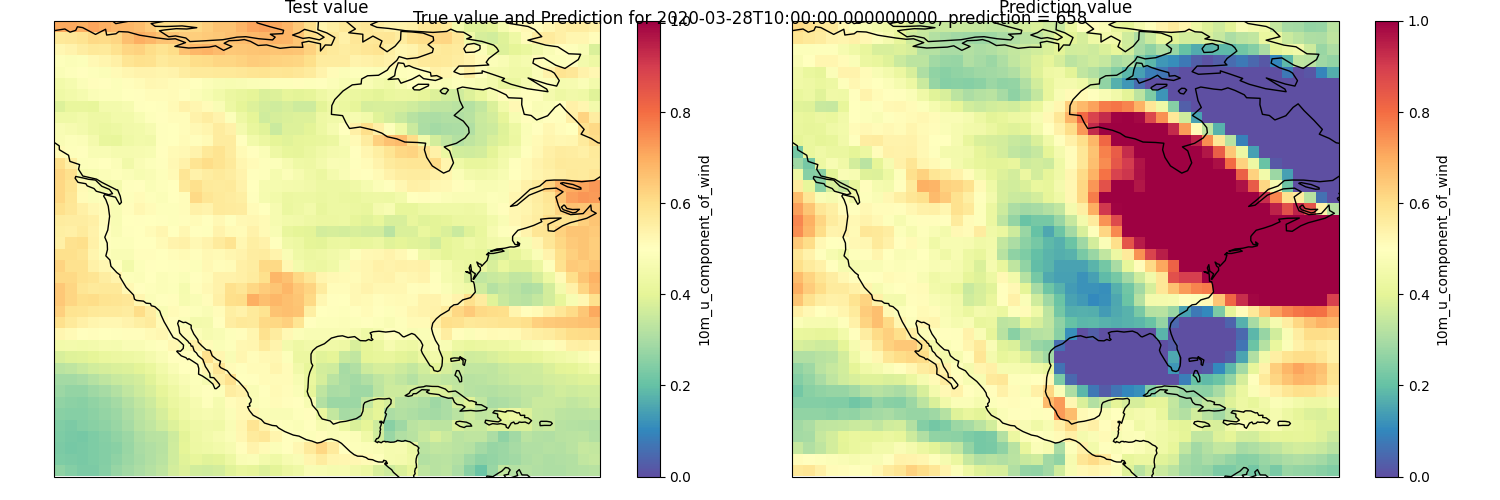 Test value
True value and Prediction for 2020-03-28T10:00:00.000000000, prediction = 658
Prediction value
1.0
0.8
0.6
0.4
0.2
0.0
10m_u_component_of_wind
1.0
0.8
0.6
0.4
0.2
0.0
10m_u_component_of_wind